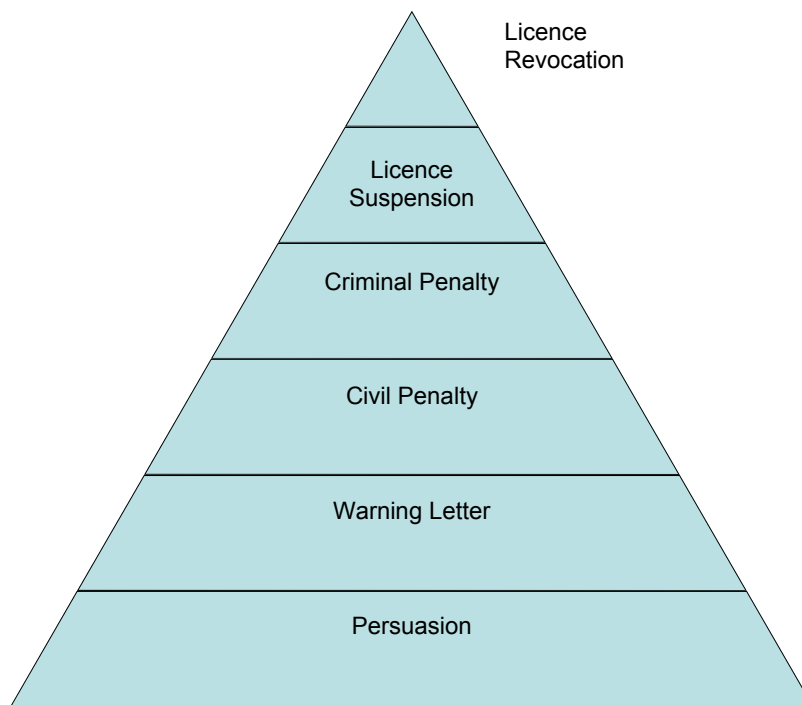 Licence
Revocation
Licence
Suspension
Criminal Penalty
Civil Penalty
Warning Letter
Persuasion